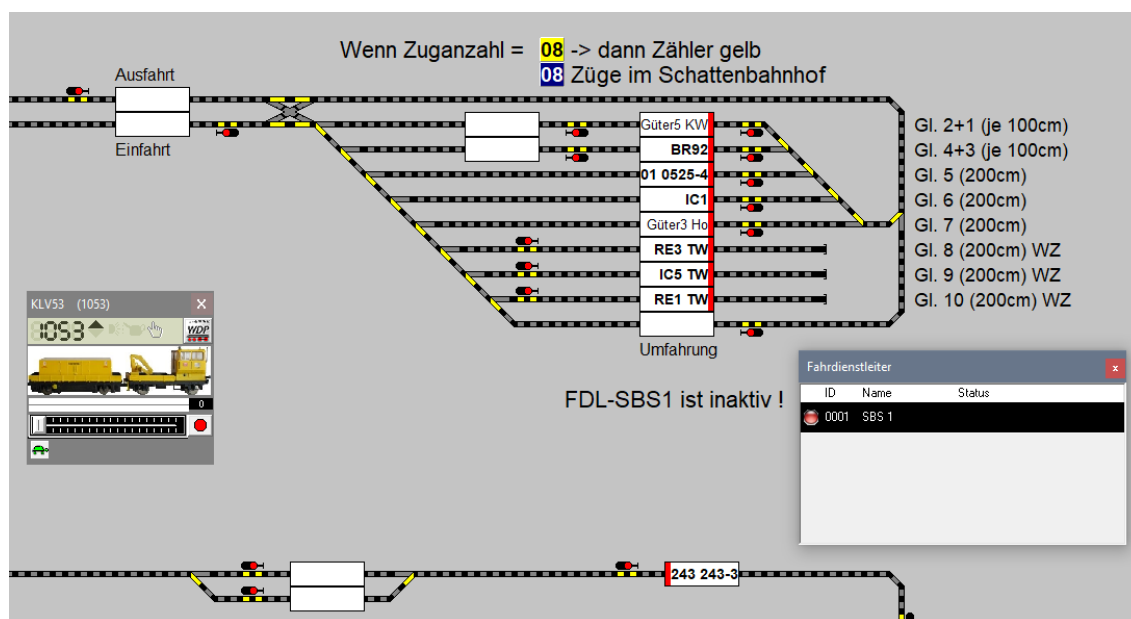 Wenn Zuganzahl = 08 -> dann Zähler gelb
08 Züge im Schattenbahnhof
Ausfahrt
Einfahrt
Güter5 KW
BR92
01 0525-4
IC1
Güter3 Ho
RE3 TW
IC5 TW
RE1 TW
Umfahrung
Gl. 2+1 (je 100cm)
Gl. 4+3 (je 100cm)
Gl. 5 (200cm)
Gl. 6 (200cm)
Gl. 7 (200cm)
Gl. 8 (200cm) WZ
Gl. 9 (200cm) WZ
Gl. 10 (200cm) WZ
KLV53 (1053)
1053
WDP
0
FDL-SBS1 ist inaktiv !
Fahrdienstleiter
ID Name Status
0001 SBS 1
243 243-3